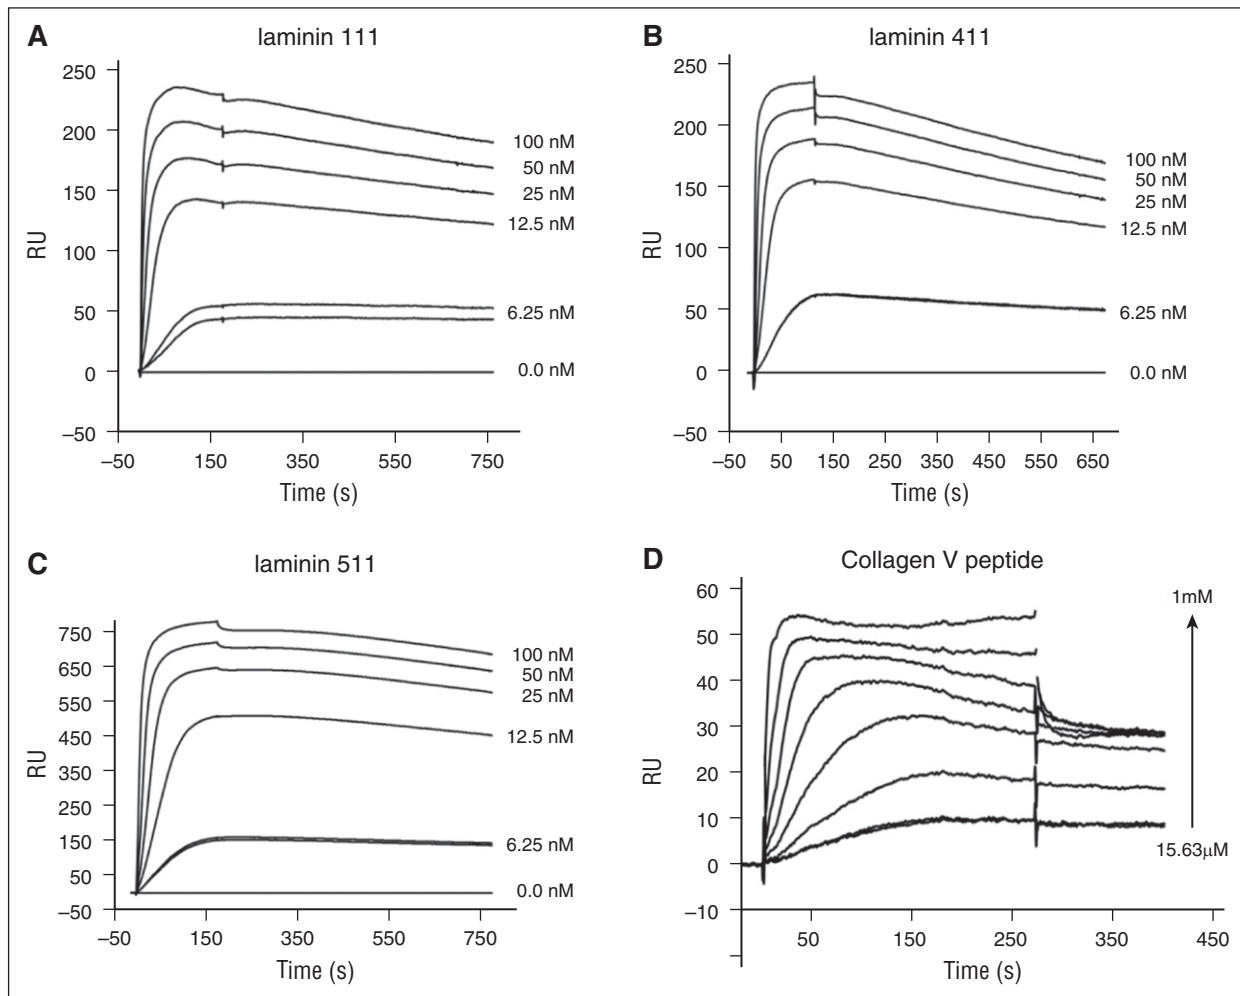 A
laminin 111
250
200
150
100
50
0
–50
RU
100 nM
50 nM
25 nM
12.5 nM
6.25 nM
0.0 nM
–50 150 350 550 750
Time (s)
B
laminin 411
250
200
150
100
50
0
–50
RU
100 nM
50 nM
25 nM
12.5 nM
6.25 nM
0.0 nM
–50 50 150 250 350 450 550 650
Time (s)
C
laminin 511
750
650
550
450
350
250
150
50
–50
RU
100 nM
50 nM
25 nM
12.5 nM
6.25 nM
0.0 nM
–50 150 350 550 750
Time (s)
D
Collagen V peptide
60
50
40
30
20
10
0
–10
RU
1mM
15.63µM
50 150 250 350 450
Time (s)